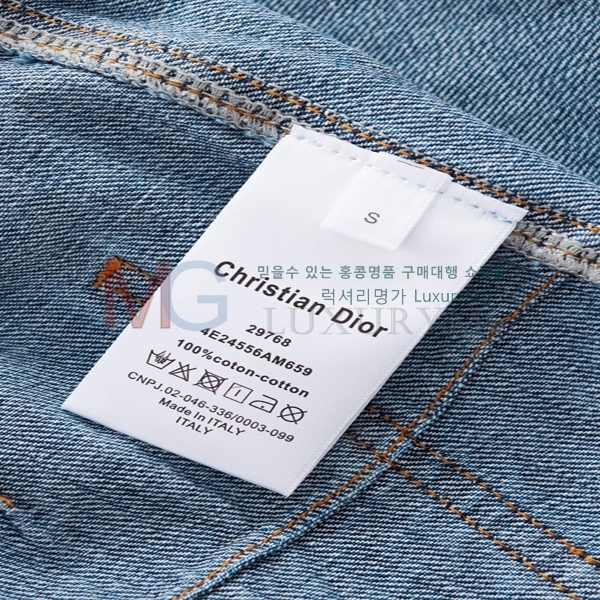 S
믿을수 있는 홍콩명품 구매대행 쇼
럭셔리명가 Luxur
MG LUXURY
Christian Dior
29768
4E24556AM659
100%coton-cotton
CNPJ.02-046-336/0003-099
Made In ITALY
ITALY